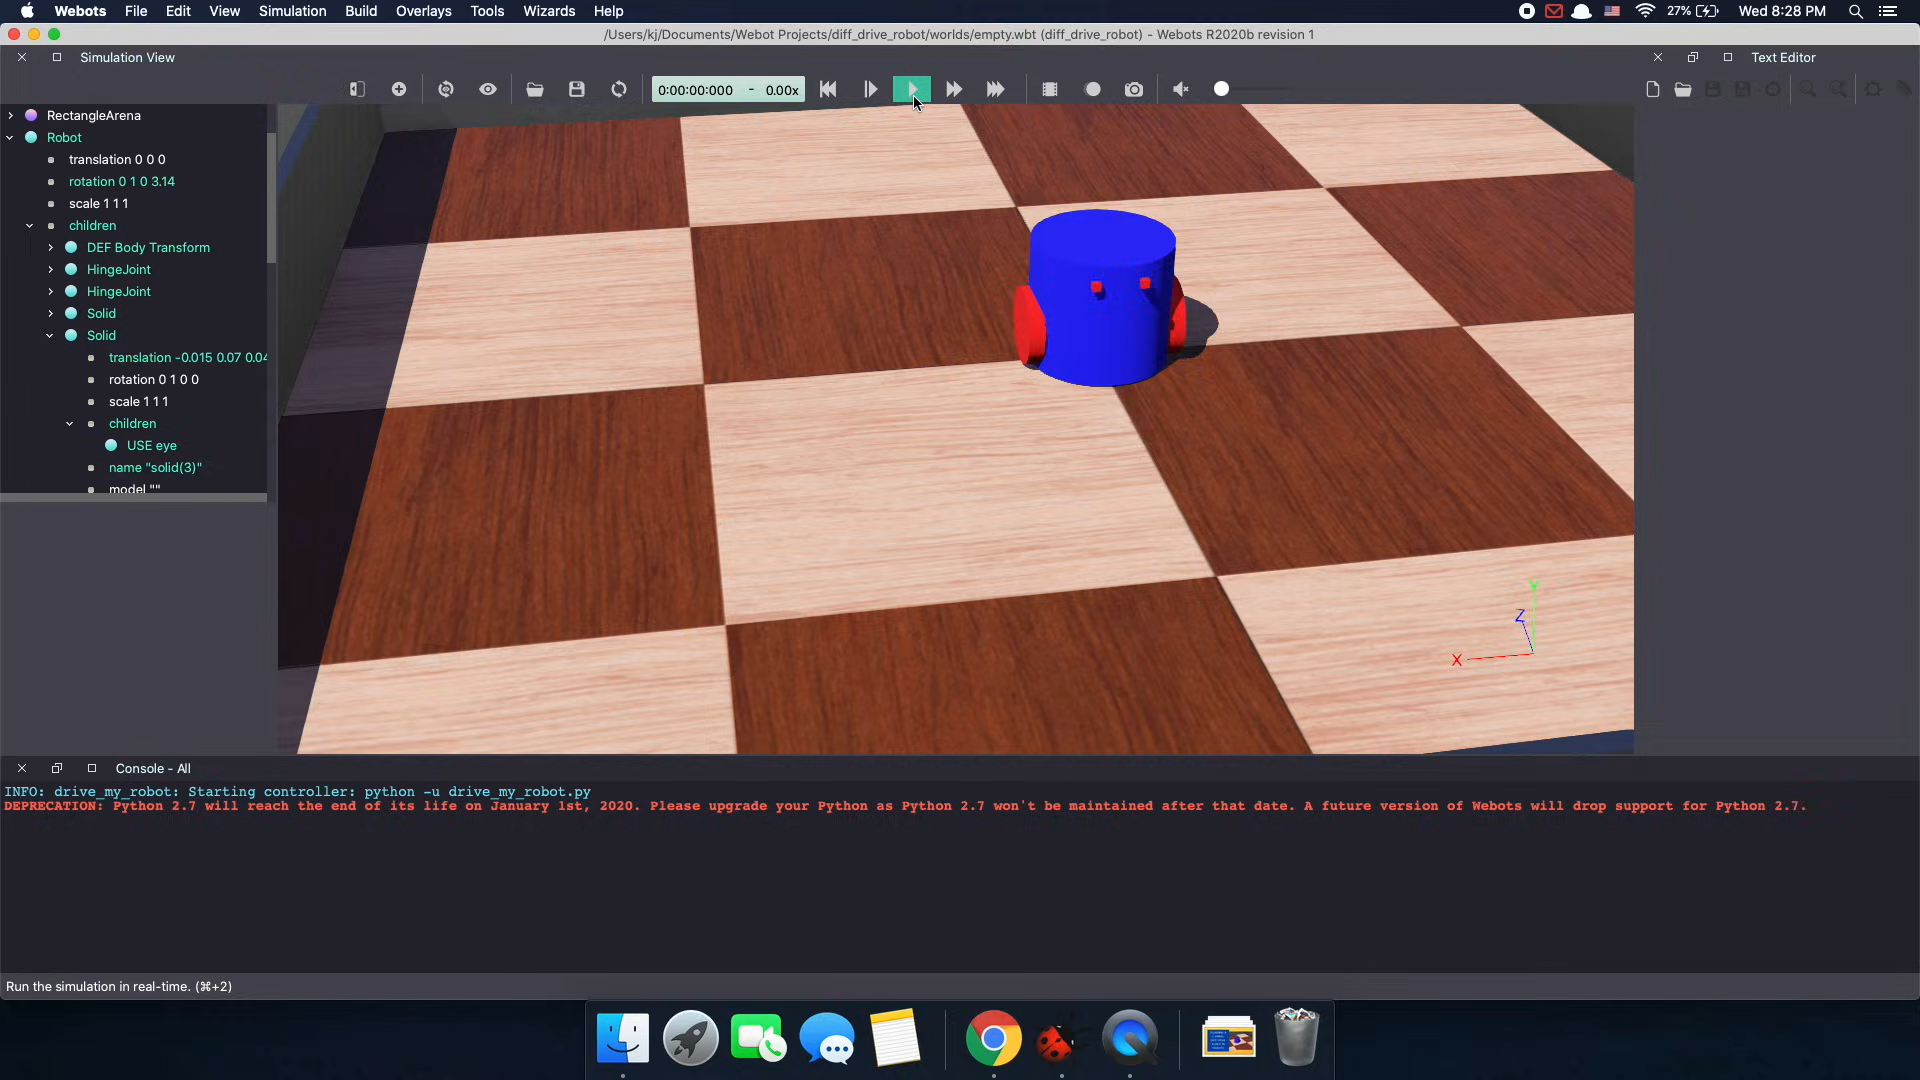 Webots File Edit View Simulation Build Overlays Tools Wizards Help 27% Wed 8:28 PM
/Users/kj/Documents/Webot Projects/diff_drive_robot/worlds/empty.wbt (diff_drive_robot) - Webots R2020b revision 1
Simulation View Text Editor
0:00:00:000 - 0.00x
RectangleArena
Robot
translation 0 0 0
rotation 0 1 0 3.14
scale 1 1 1
children
DEF Body Transform
HingeJoint
HingeJoint
Solid
Solid
translation -0.015 0.07 0.04
rotation 0 1 0 0
scale 1 1 1
children
USE eye
name "solid(3)"
model ""
Y
Z
X
Console - All
INFO: drive_my_robot: Starting controller: python -u drive_my_robot.py
DEPRECATION: Python 2.7 will reach the end of its life on January 1st, 2020. Please upgrade your Python as Python 2.7 won't be maintained after that date. A future version of Webots will drop support for Python 2.7.
Run the simulation in real-time. (⌘+2)